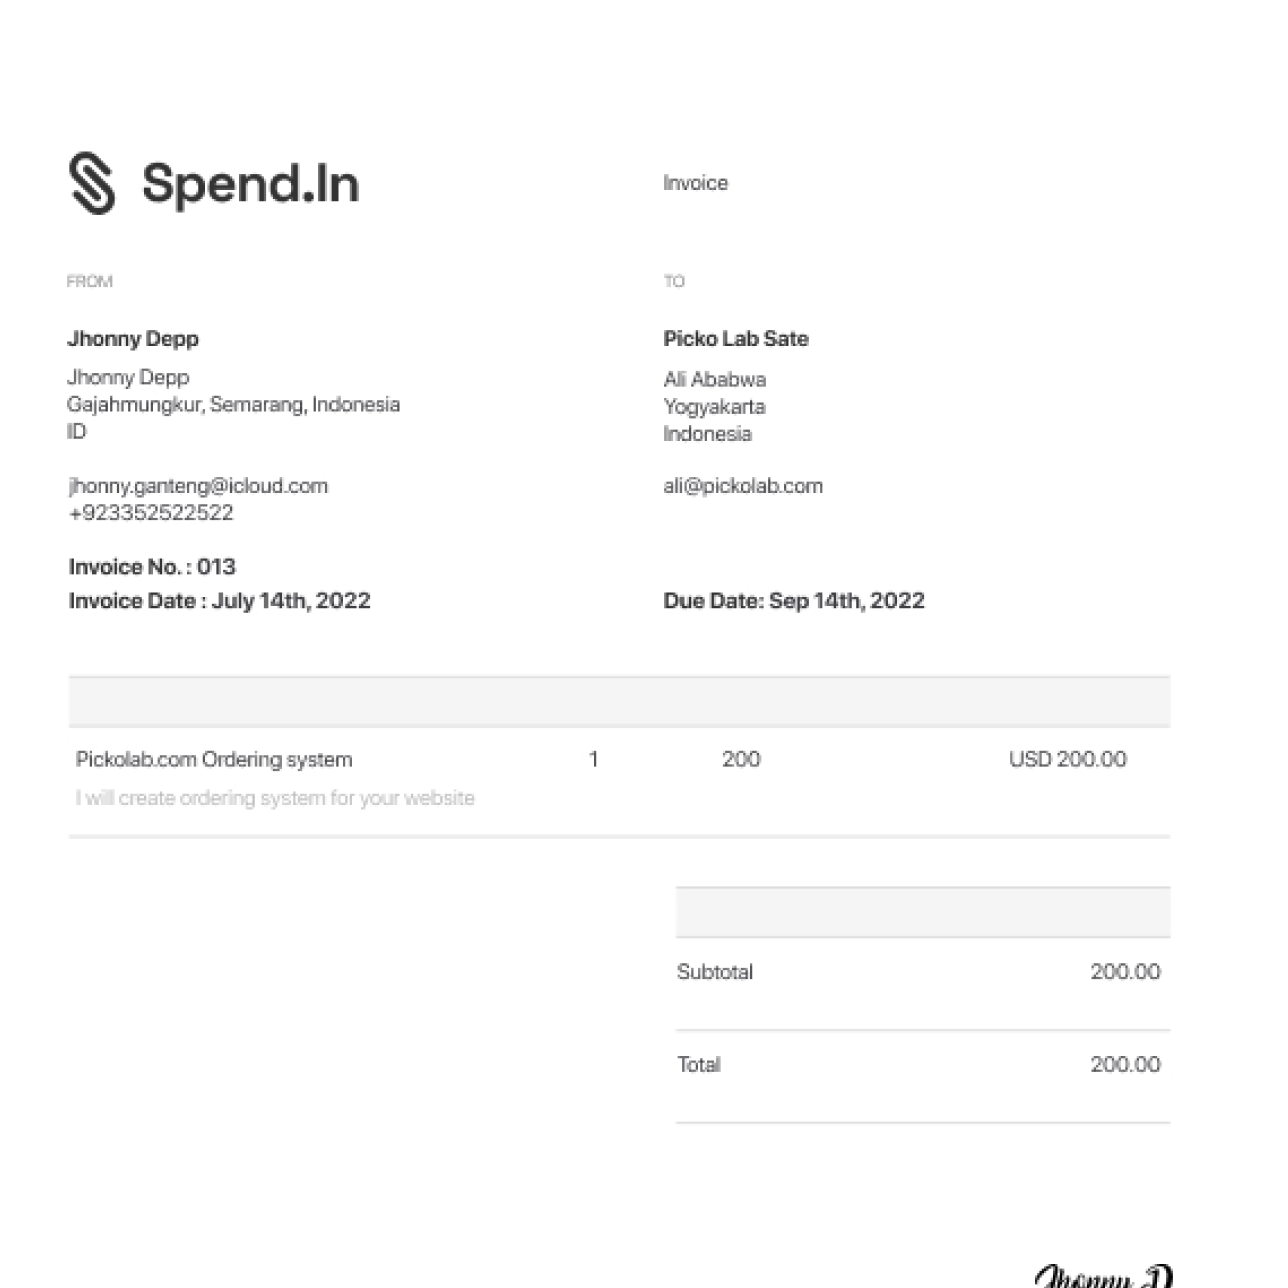 Spend.In
Invoice
FROM
TO
Jhonny Depp
Picko Lab Sate
Jhonny Depp
Ali Ababwa
Gajahmungkur, Semarang, Indonesia
Yogyakarta
ID
Indonesia
jhonny.ganteng@icloud.com
ali@pickolab.com
+923352522522
Invoice No. : 013
Invoice Date : July 14th, 2022
Due Date: Sep 14th, 2022
Pickolab.com Ordering system 1 200 USD 200.00
I will create ordering system for your website
Subtotal 200.00
Total 200.00
Jhonny D